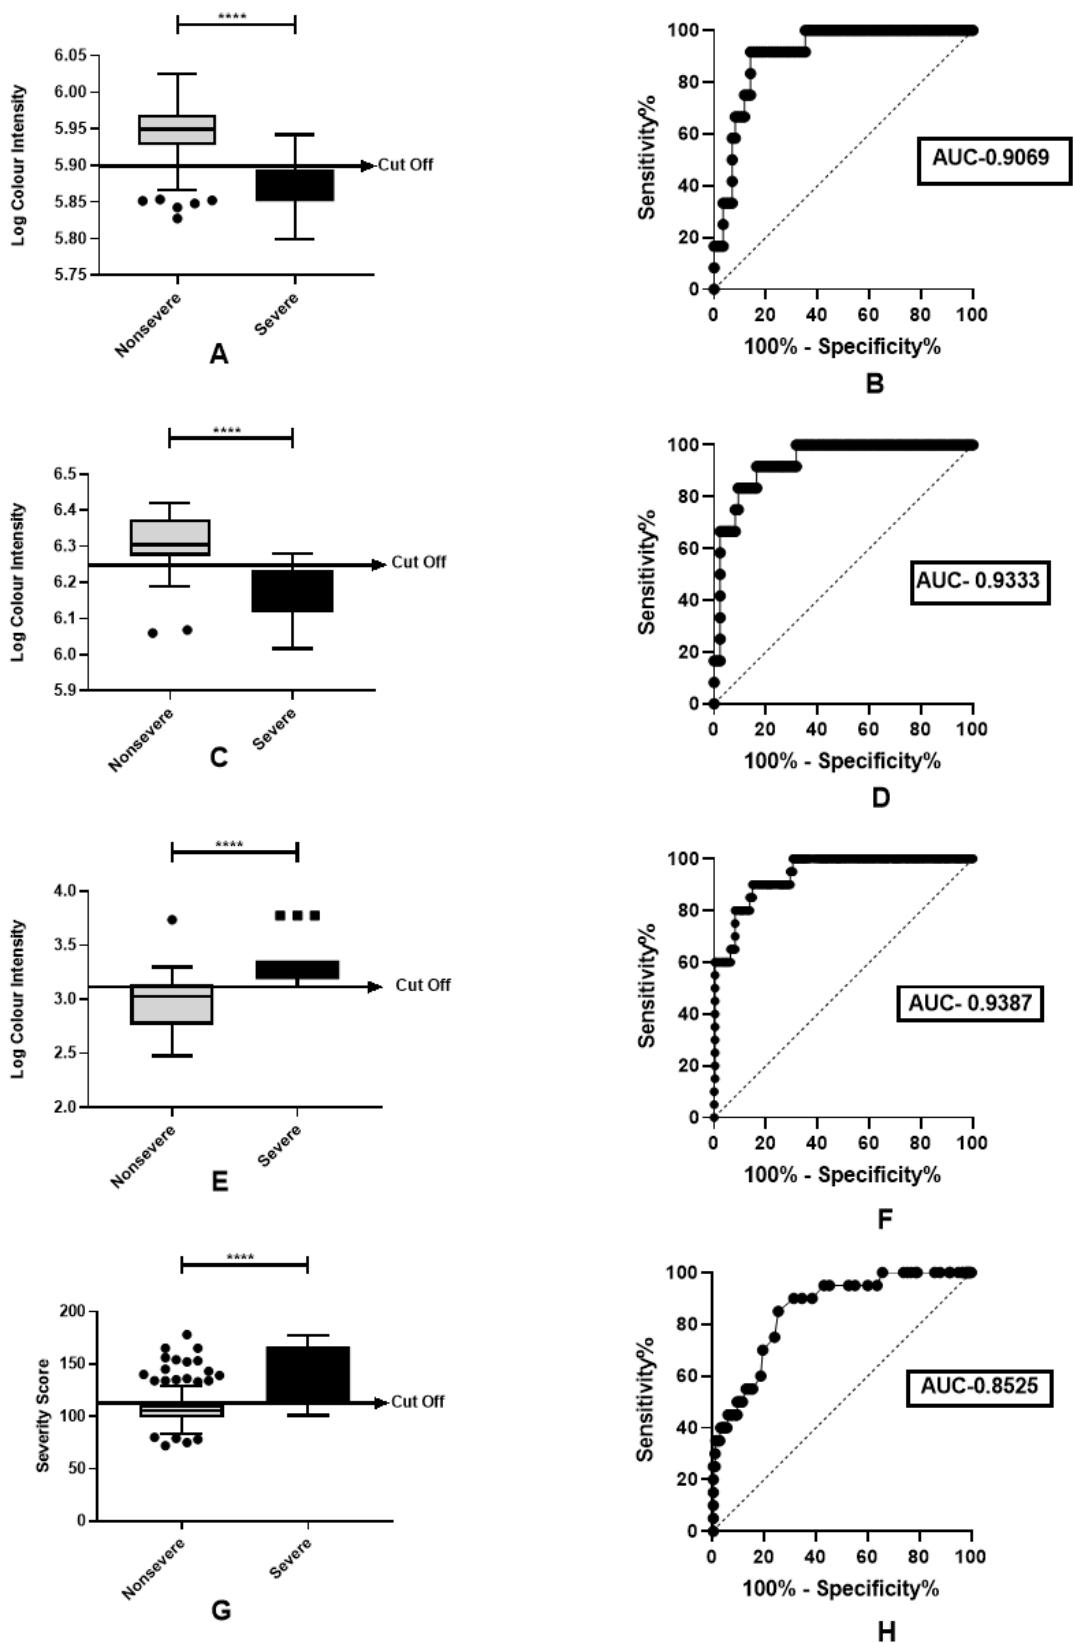 ****
6.05
6.00
5.95
5.90
5.85
5.80
5.75
Log Colour Intensity
Cut Off
Nonsevere
Severe
A
100
80
60
40
20
0
Sensitivity%
AUC-0.9069
0 20 40 60 80 100
100% - Specificity%
B
****
6.5
6.4
6.3
6.2
6.1
6.0
5.9
Log Colour Intensity
Cut Off
Nonsevere
Severe
C
100
80
60
40
20
0
Sensitivity%
AUC- 0.9333
0 20 40 60 80 100
100% - Specificity%
D
****
4.0
3.5
3.0
2.5
2.0
Log Colour Intensity
Cut Off
Nonsevere
Severe
E
100
80
60
40
20
0
Sensitivity%
AUC- 0.9387
0 20 40 60 80 100
100% - Specificity%
F
****
200
150
100
50
0
Severity Score
Cut Off
Nonsevere
Severe
G
100
80
60
40
20
0
Sensitivity%
AUC-0.8525
0 20 40 60 80 100
100% - Specificity%
H